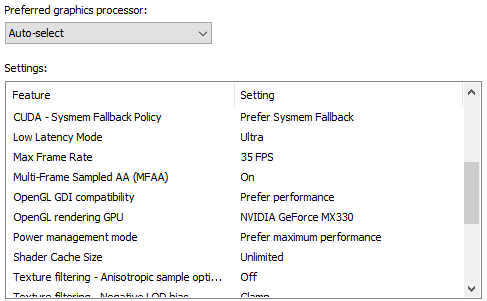 Preferred graphics processor:
Auto-select
Settings:
Feature Setting
CUDA - Sysmem Fallback Policy Prefer Sysmem Fallback
Low Latency Mode Ultra
Max Frame Rate 35 FPS
Multi-Frame Sampled AA (MFAA) On
OpenGL GDI compatibility Prefer performance
OpenGL rendering GPU NVIDIA GeForce MX330
Power management mode Prefer maximum performance
Shader Cache Size Unlimited
Texture filtering - Anisotropic sample opti... Off
Texture filtering - Negative LOD bias Clamp